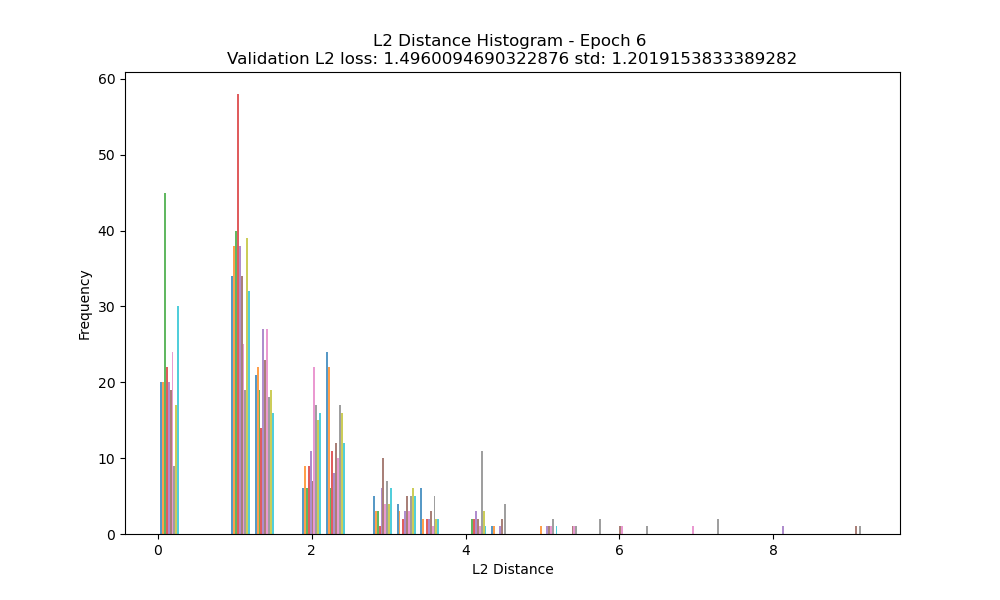 L2 Distance Histogram - Epoch 6
Validation L2 loss: 1.4960094690322876 std: 1.2019153833389282
60
50
40
30
20
10
0
Frequency
0 2 4 6 8
L2 Distance